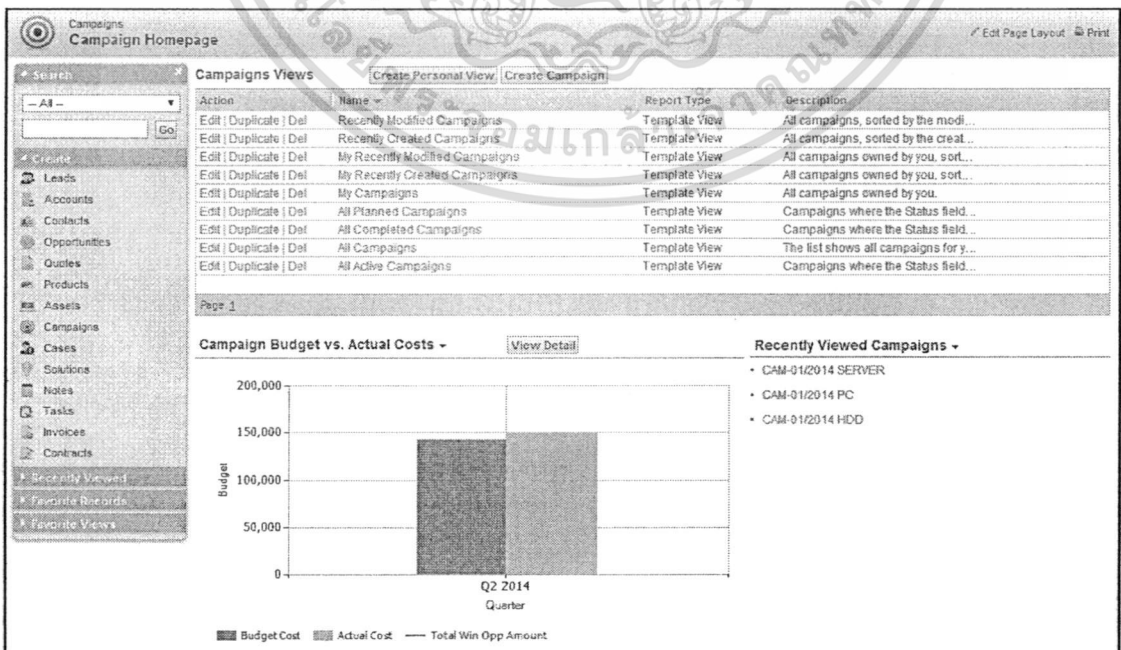 Campaigns
Campaign Homepage
Edit Page Layout Print
Search
-- All --
Go
Create
Leads
Accounts
Contacts
Opportunities
Quotes
Products
Assets
Campaigns
Cases
Solutions
Notes
Tasks
Invoices
Contracts
Recently Viewed
Favorite Records
Favorite Views
Campaigns Views Create Personal View Create Campaign
Action Name Report Type Description
Edit | Duplicate | Del Recently Modified Campaigns Template View All campaigns, sorted by the modi...
Edit | Duplicate | Del Recently Created Campaigns Template View All campaigns, sorted by the creat...
Edit | Duplicate | Del My Recently Modified Campaigns Template View All campaigns owned by you, sort...
Edit | Duplicate | Del My Recently Created Campaigns Template View All campaigns owned by you, sort...
Edit | Duplicate | Del My Campaigns Template View All campaigns owned by you.
Edit | Duplicate | Del All Planned Campaigns Template View Campaigns where the Status field...
Edit | Duplicate | Del All Completed Campaigns Template View Campaigns where the Status field...
Edit | Duplicate | Del All Campaigns Template View The list shows all campaigns for y...
Edit | Duplicate | Del All Active Campaigns Template View Campaigns where the Status field...
Page 1
Campaign Budget vs. Actual Costs View Detail
200,000
150,000
100,000
50,000
0
Budget
Q2 2014
Quarter
Budget Cost Actual Cost Total Win Opp Amount
Recently Viewed Campaigns
• CAM-01/2014 SERVER
• CAM-01/2014 PC
• CAM-01/2014 HDD